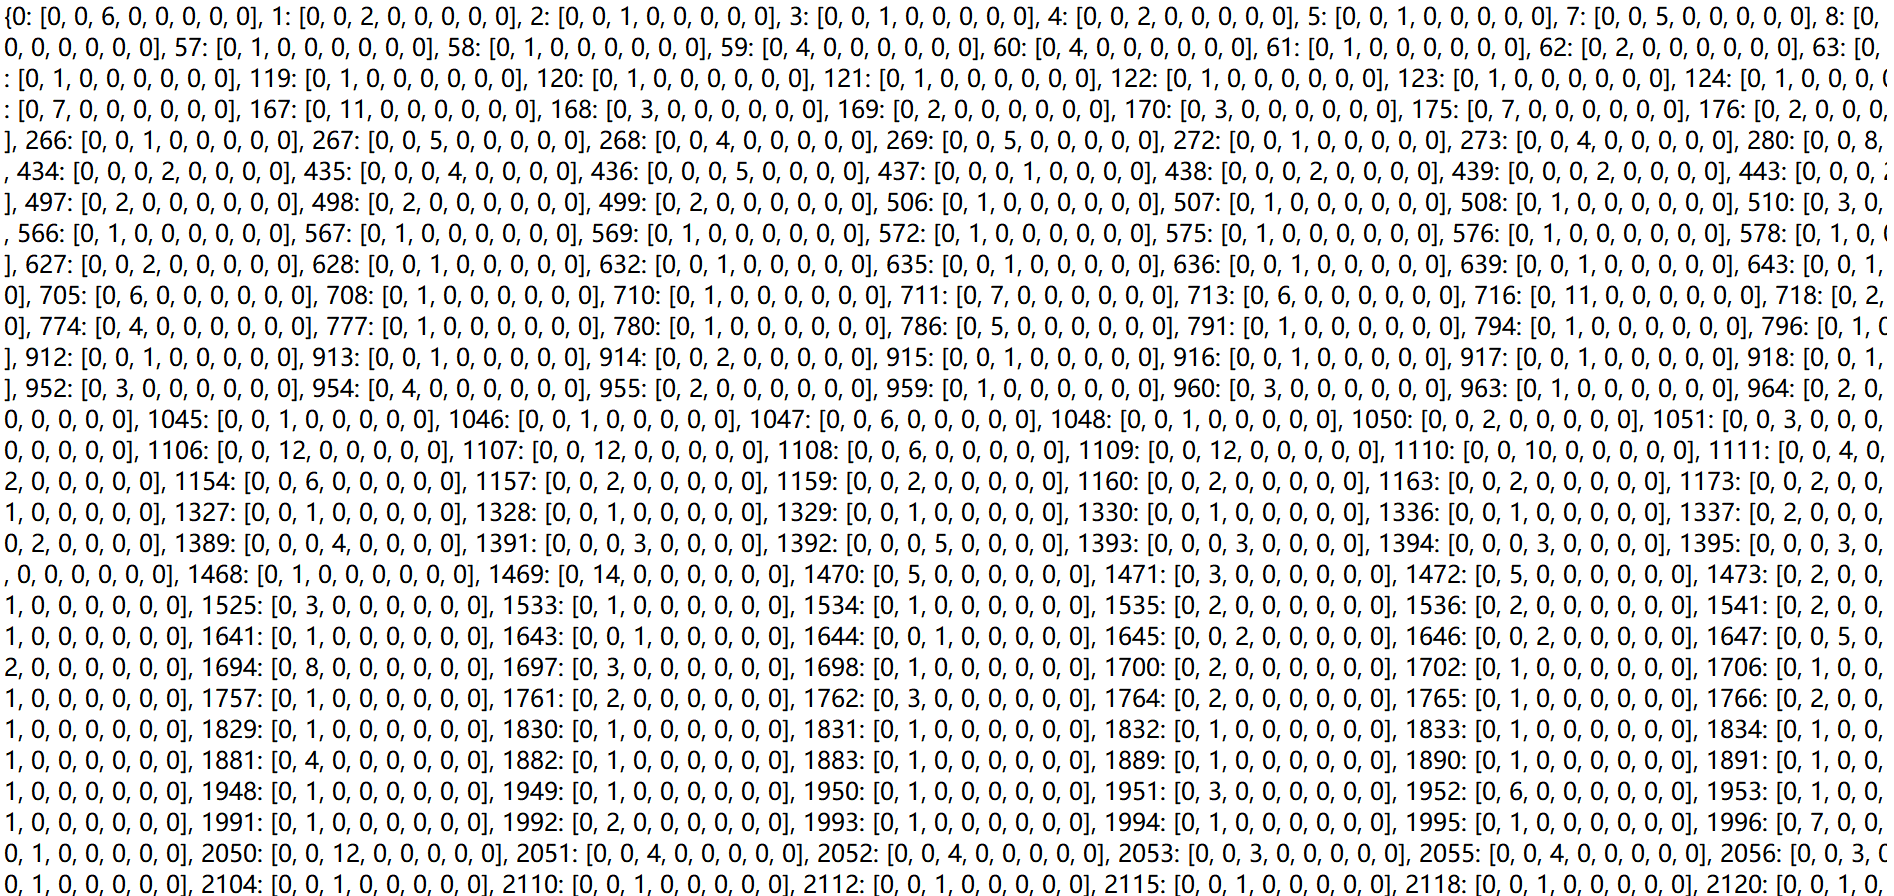 {0: [0, 0, 6, 0, 0, 0, 0, 0], 1: [0, 0, 2, 0, 0, 0, 0, 0], 2: [0, 0, 1, 0, 0, 0, 0, 0], 3: [0, 0, 1, 0, 0, 0, 0, 0], 4: [0, 0, 2, 0, 0, 0, 0, 0], 5: [0, 0, 1, 0, 0, 0, 0, 0], 7: [0, 0, 5, 0, 0, 0, 0, 0], 8: [0,
0, 0, 0, 0, 0, 0], 57: [0, 1, 0, 0, 0, 0, 0, 0], 58: [0, 1, 0, 0, 0, 0, 0, 0], 59: [0, 4, 0, 0, 0, 0, 0, 0], 60: [0, 4, 0, 0, 0, 0, 0, 0], 61: [0, 1, 0, 0, 0, 0, 0, 0], 62: [0, 2, 0, 0, 0, 0, 0, 0], 63: [0,
: [0, 1, 0, 0, 0, 0, 0, 0], 119: [0, 1, 0, 0, 0, 0, 0, 0], 120: [0, 1, 0, 0, 0, 0, 0, 0], 121: [0, 1, 0, 0, 0, 0, 0, 0], 122: [0, 1, 0, 0, 0, 0, 0, 0], 123: [0, 1, 0, 0, 0, 0, 0, 0], 124: [0, 1, 0, 0, 0, 0
: [0, 7, 0, 0, 0, 0, 0, 0], 167: [0, 11, 0, 0, 0, 0, 0, 0], 168: [0, 3, 0, 0, 0, 0, 0, 0], 169: [0, 2, 0, 0, 0, 0, 0, 0], 170: [0, 3, 0, 0, 0, 0, 0, 0], 175: [0, 7, 0, 0, 0, 0, 0, 0], 176: [0, 2, 0, 0, 0,
], 266: [0, 0, 1, 0, 0, 0, 0, 0], 267: [0, 0, 5, 0, 0, 0, 0, 0], 268: [0, 0, 4, 0, 0, 0, 0, 0], 269: [0, 0, 5, 0, 0, 0, 0, 0], 272: [0, 0, 1, 0, 0, 0, 0, 0], 273: [0, 0, 4, 0, 0, 0, 0, 0], 280: [0, 0, 8,
, 434: [0, 0, 0, 2, 0, 0, 0, 0], 435: [0, 0, 0, 4, 0, 0, 0, 0], 436: [0, 0, 0, 5, 0, 0, 0, 0], 437: [0, 0, 0, 1, 0, 0, 0, 0], 438: [0, 0, 0, 2, 0, 0, 0, 0], 439: [0, 0, 0, 2, 0, 0, 0, 0], 443: [0, 0, 0, 2
], 497: [0, 2, 0, 0, 0, 0, 0, 0], 498: [0, 2, 0, 0, 0, 0, 0, 0], 499: [0, 2, 0, 0, 0, 0, 0, 0], 506: [0, 1, 0, 0, 0, 0, 0, 0], 507: [0, 1, 0, 0, 0, 0, 0, 0], 508: [0, 1, 0, 0, 0, 0, 0, 0], 510: [0, 3, 0,
, 566: [0, 1, 0, 0, 0, 0, 0, 0], 567: [0, 1, 0, 0, 0, 0, 0, 0], 569: [0, 1, 0, 0, 0, 0, 0, 0], 572: [0, 1, 0, 0, 0, 0, 0, 0], 575: [0, 1, 0, 0, 0, 0, 0, 0], 576: [0, 1, 0, 0, 0, 0, 0, 0], 578: [0, 1, 0, 0
], 627: [0, 0, 2, 0, 0, 0, 0, 0], 628: [0, 0, 1, 0, 0, 0, 0, 0], 632: [0, 0, 1, 0, 0, 0, 0, 0], 635: [0, 0, 1, 0, 0, 0, 0, 0], 636: [0, 0, 1, 0, 0, 0, 0, 0], 639: [0, 0, 1, 0, 0, 0, 0, 0], 643: [0, 0, 1,
0], 705: [0, 6, 0, 0, 0, 0, 0, 0], 708: [0, 1, 0, 0, 0, 0, 0, 0], 710: [0, 1, 0, 0, 0, 0, 0, 0], 711: [0, 7, 0, 0, 0, 0, 0, 0], 713: [0, 6, 0, 0, 0, 0, 0, 0], 716: [0, 11, 0, 0, 0, 0, 0, 0], 718: [0, 2,
0], 774: [0, 4, 0, 0, 0, 0, 0, 0], 777: [0, 1, 0, 0, 0, 0, 0, 0], 780: [0, 1, 0, 0, 0, 0, 0, 0], 786: [0, 5, 0, 0, 0, 0, 0, 0], 791: [0, 1, 0, 0, 0, 0, 0, 0], 794: [0, 1, 0, 0, 0, 0, 0, 0], 796: [0, 1, 0
], 912: [0, 0, 1, 0, 0, 0, 0, 0], 913: [0, 0, 1, 0, 0, 0, 0, 0], 914: [0, 0, 2, 0, 0, 0, 0, 0], 915: [0, 0, 1, 0, 0, 0, 0, 0], 916: [0, 0, 1, 0, 0, 0, 0, 0], 917: [0, 0, 1, 0, 0, 0, 0, 0], 918: [0, 0, 1,
], 952: [0, 3, 0, 0, 0, 0, 0, 0], 954: [0, 4, 0, 0, 0, 0, 0, 0], 955: [0, 2, 0, 0, 0, 0, 0, 0], 959: [0, 1, 0, 0, 0, 0, 0, 0], 960: [0, 3, 0, 0, 0, 0, 0, 0], 963: [0, 1, 0, 0, 0, 0, 0, 0], 964: [0, 2, 0,
0, 0, 0, 0, 0], 1045: [0, 0, 1, 0, 0, 0, 0, 0], 1046: [0, 0, 1, 0, 0, 0, 0, 0], 1047: [0, 0, 6, 0, 0, 0, 0, 0], 1048: [0, 0, 1, 0, 0, 0, 0, 0], 1050: [0, 0, 2, 0, 0, 0, 0, 0], 1051: [0, 0, 3, 0, 0, 0,
0, 0, 0, 0, 0], 1106: [0, 0, 12, 0, 0, 0, 0, 0], 1107: [0, 0, 12, 0, 0, 0, 0, 0], 1108: [0, 0, 6, 0, 0, 0, 0, 0], 1109: [0, 0, 12, 0, 0, 0, 0, 0], 1110: [0, 0, 10, 0, 0, 0, 0, 0], 1111: [0, 0, 4, 0,
2, 0, 0, 0, 0, 0], 1154: [0, 0, 6, 0, 0, 0, 0, 0], 1157: [0, 0, 2, 0, 0, 0, 0, 0], 1159: [0, 0, 2, 0, 0, 0, 0, 0], 1160: [0, 0, 2, 0, 0, 0, 0, 0], 1163: [0, 0, 2, 0, 0, 0, 0, 0], 1173: [0, 0, 2, 0, 0,
1, 0, 0, 0, 0, 0], 1327: [0, 0, 1, 0, 0, 0, 0, 0], 1328: [0, 0, 1, 0, 0, 0, 0, 0], 1329: [0, 0, 1, 0, 0, 0, 0, 0], 1330: [0, 0, 1, 0, 0, 0, 0, 0], 1336: [0, 0, 1, 0, 0, 0, 0, 0], 1337: [0, 2, 0, 0, 0,
0, 2, 0, 0, 0, 0], 1389: [0, 0, 0, 4, 0, 0, 0, 0], 1391: [0, 0, 0, 3, 0, 0, 0, 0], 1392: [0, 0, 0, 5, 0, 0, 0, 0], 1393: [0, 0, 0, 3, 0, 0, 0, 0], 1394: [0, 0, 0, 3, 0, 0, 0, 0], 1395: [0, 0, 0, 3, 0,
, 0, 0, 0, 0, 0, 0], 1468: [0, 1, 0, 0, 0, 0, 0, 0], 1469: [0, 14, 0, 0, 0, 0, 0, 0], 1470: [0, 5, 0, 0, 0, 0, 0, 0], 1471: [0, 3, 0, 0, 0, 0, 0, 0], 1472: [0, 5, 0, 0, 0, 0, 0, 0], 1473: [0, 2, 0, 0,
1, 0, 0, 0, 0, 0, 0], 1525: [0, 3, 0, 0, 0, 0, 0, 0], 1533: [0, 1, 0, 0, 0, 0, 0, 0], 1534: [0, 1, 0, 0, 0, 0, 0, 0], 1535: [0, 2, 0, 0, 0, 0, 0, 0], 1536: [0, 2, 0, 0, 0, 0, 0, 0], 1541: [0, 2, 0, 0,
1, 0, 0, 0, 0, 0, 0], 1641: [0, 1, 0, 0, 0, 0, 0, 0], 1643: [0, 0, 1, 0, 0, 0, 0, 0], 1644: [0, 0, 1, 0, 0, 0, 0, 0], 1645: [0, 0, 2, 0, 0, 0, 0, 0], 1646: [0, 0, 2, 0, 0, 0, 0, 0], 1647: [0, 0, 5, 0,
2, 0, 0, 0, 0, 0, 0], 1694: [0, 8, 0, 0, 0, 0, 0, 0], 1697: [0, 3, 0, 0, 0, 0, 0, 0], 1698: [0, 1, 0, 0, 0, 0, 0, 0], 1700: [0, 2, 0, 0, 0, 0, 0, 0], 1702: [0, 1, 0, 0, 0, 0, 0, 0], 1706: [0, 1, 0, 0,
1, 0, 0, 0, 0, 0, 0], 1757: [0, 1, 0, 0, 0, 0, 0, 0], 1761: [0, 2, 0, 0, 0, 0, 0, 0], 1762: [0, 3, 0, 0, 0, 0, 0, 0], 1764: [0, 2, 0, 0, 0, 0, 0, 0], 1765: [0, 1, 0, 0, 0, 0, 0, 0], 1766: [0, 2, 0, 0,
1, 0, 0, 0, 0, 0, 0], 1829: [0, 1, 0, 0, 0, 0, 0, 0], 1830: [0, 1, 0, 0, 0, 0, 0, 0], 1831: [0, 1, 0, 0, 0, 0, 0, 0], 1832: [0, 1, 0, 0, 0, 0, 0, 0], 1833: [0, 1, 0, 0, 0, 0, 0, 0], 1834: [0, 1, 0, 0,
1, 0, 0, 0, 0, 0, 0], 1881: [0, 4, 0, 0, 0, 0, 0, 0], 1882: [0, 1, 0, 0, 0, 0, 0, 0], 1883: [0, 1, 0, 0, 0, 0, 0, 0], 1889: [0, 1, 0, 0, 0, 0, 0, 0], 1890: [0, 1, 0, 0, 0, 0, 0, 0], 1891: [0, 1, 0, 0,
1, 0, 0, 0, 0, 0, 0], 1948: [0, 1, 0, 0, 0, 0, 0, 0], 1949: [0, 1, 0, 0, 0, 0, 0, 0], 1950: [0, 1, 0, 0, 0, 0, 0, 0], 1951: [0, 3, 0, 0, 0, 0, 0, 0], 1952: [0, 6, 0, 0, 0, 0, 0, 0], 1953: [0, 1, 0, 0,
1, 0, 0, 0, 0, 0, 0], 1991: [0, 1, 0, 0, 0, 0, 0, 0], 1992: [0, 2, 0, 0, 0, 0, 0, 0], 1993: [0, 1, 0, 0, 0, 0, 0, 0], 1994: [0, 1, 0, 0, 0, 0, 0, 0], 1995: [0, 1, 0, 0, 0, 0, 0, 0], 1996: [0, 7, 0, 0,
0, 1, 0, 0, 0, 0, 0], 2050: [0, 0, 12, 0, 0, 0, 0, 0], 2051: [0, 0, 4, 0, 0, 0, 0, 0], 2052: [0, 0, 4, 0, 0, 0, 0, 0], 2053: [0, 0, 3, 0, 0, 0, 0, 0], 2055: [0, 0, 4, 0, 0, 0, 0, 0], 2056: [0, 0, 3, 0
0, 1, 0, 0, 0, 0, 0], 2104: [0, 0, 1, 0, 0, 0, 0, 0], 2110: [0, 0, 1, 0, 0, 0, 0, 0], 2112: [0, 0, 1, 0, 0, 0, 0, 0], 2115: [0, 0, 1, 0, 0, 0, 0, 0], 2118: [0, 0, 1, 0, 0, 0, 0, 0], 2120: [0, 0, 1, 0,